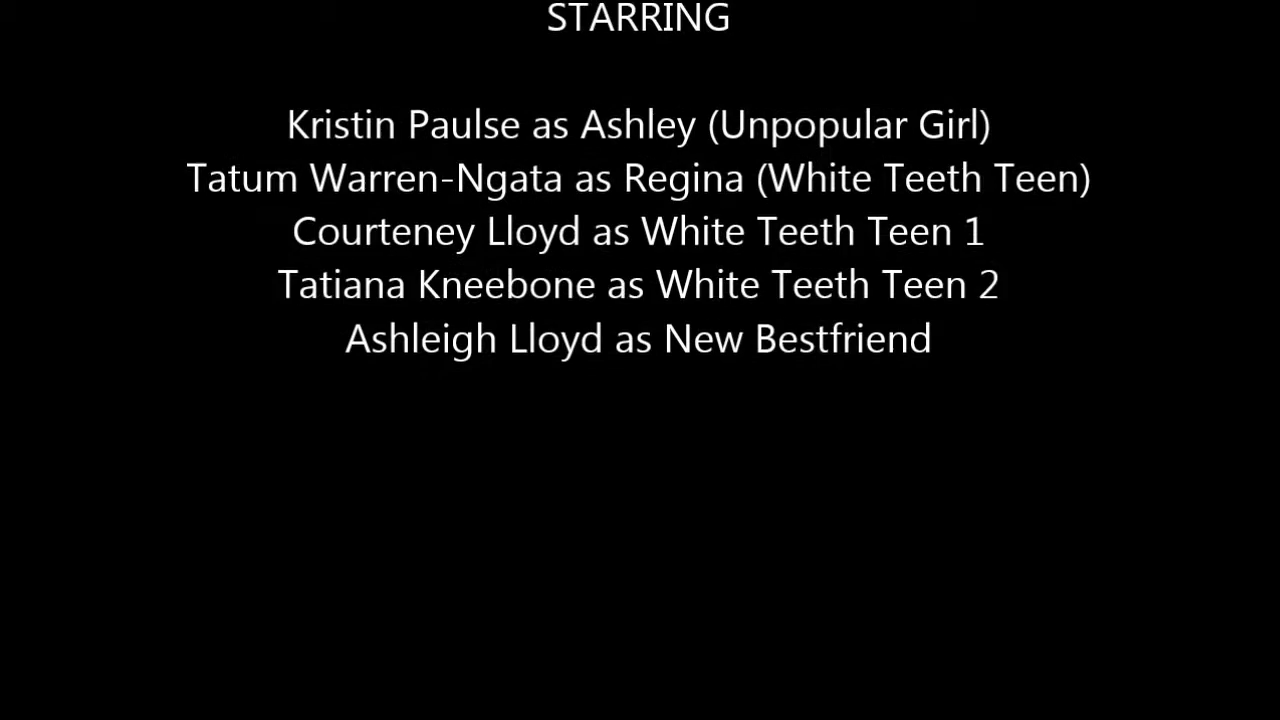 STARRING
Kristin Paulse as Ashley (Unpopular Girl)
Tatum Warren-Ngata as Regina (White Teeth Teen)
Courteney Lloyd as White Teeth Teen 1
Tatiana Kneebone as White Teeth Teen 2
Ashleigh Lloyd as New Bestfriend